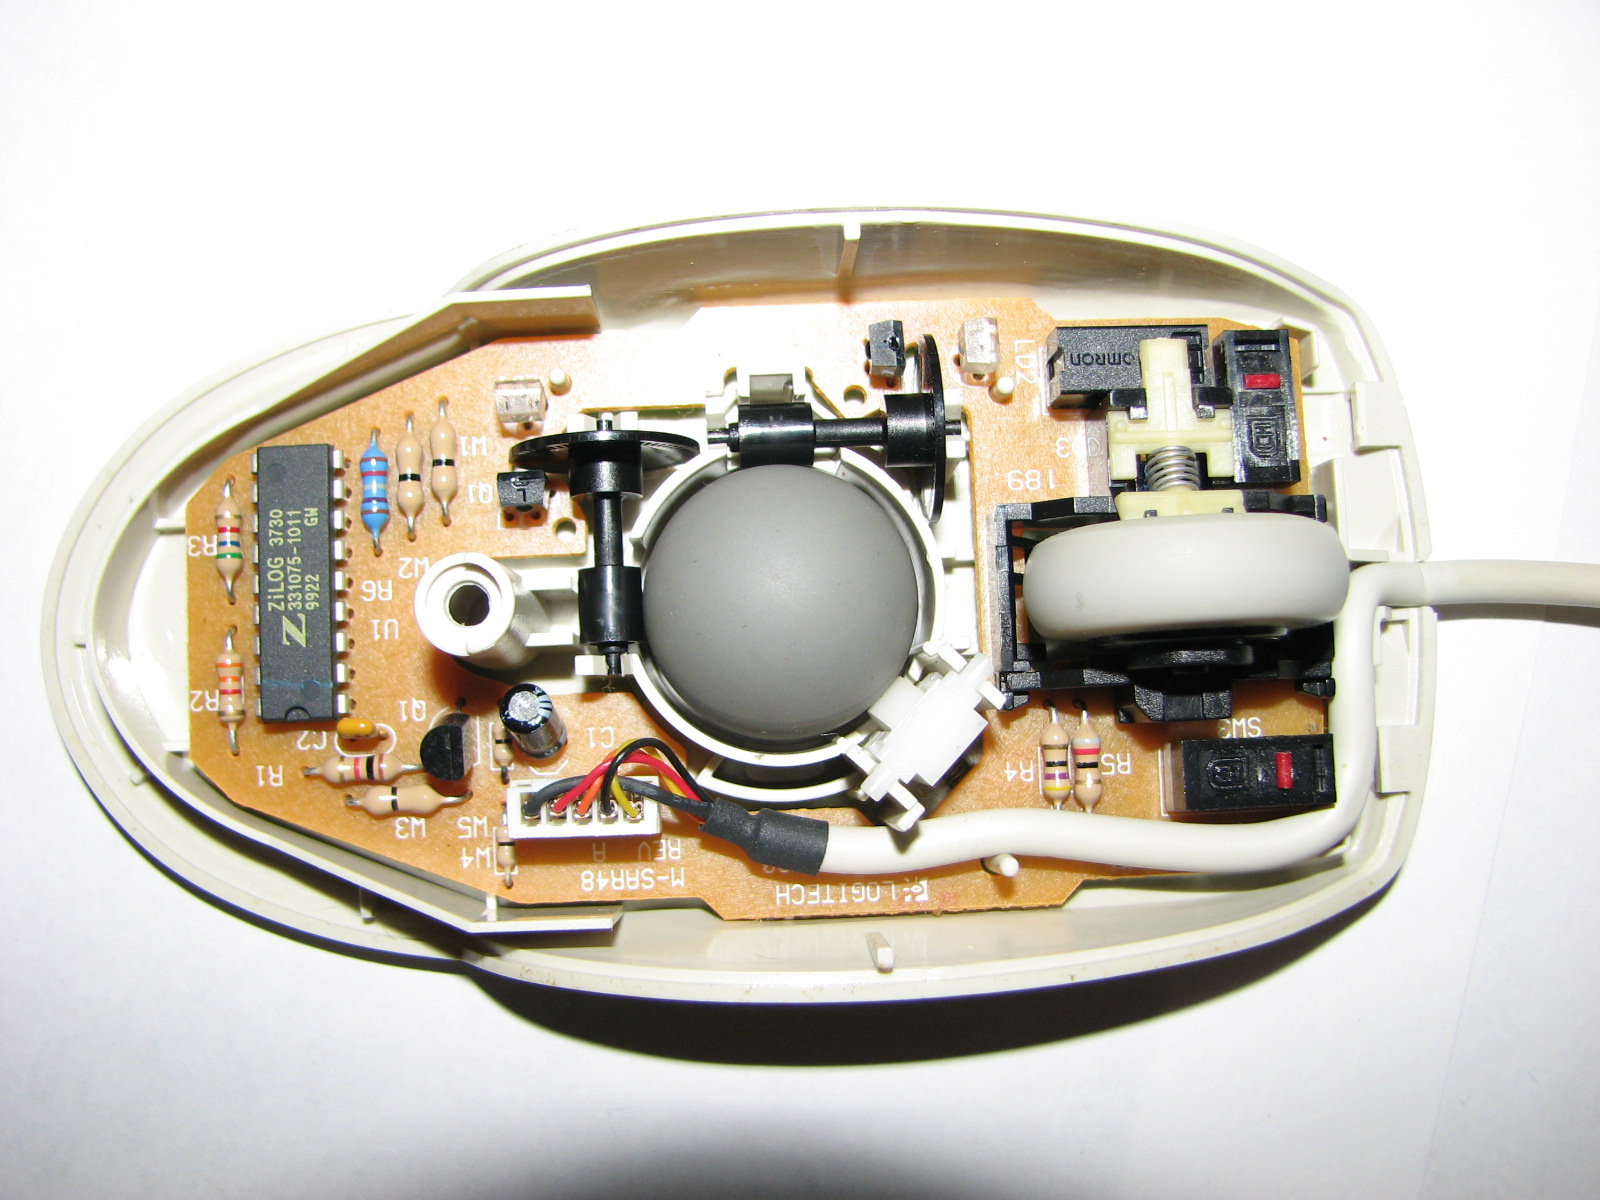 ZiLOG 3730
331075-1011
9922 GW
Z
OMRON
LD2
189
W1
Q1
R3
W2
R6
U1
R2
Q1
C2
C1
R1
W3
W5
W4
REV A
M-SAR48
LOGITECH
R4
R5
SW3